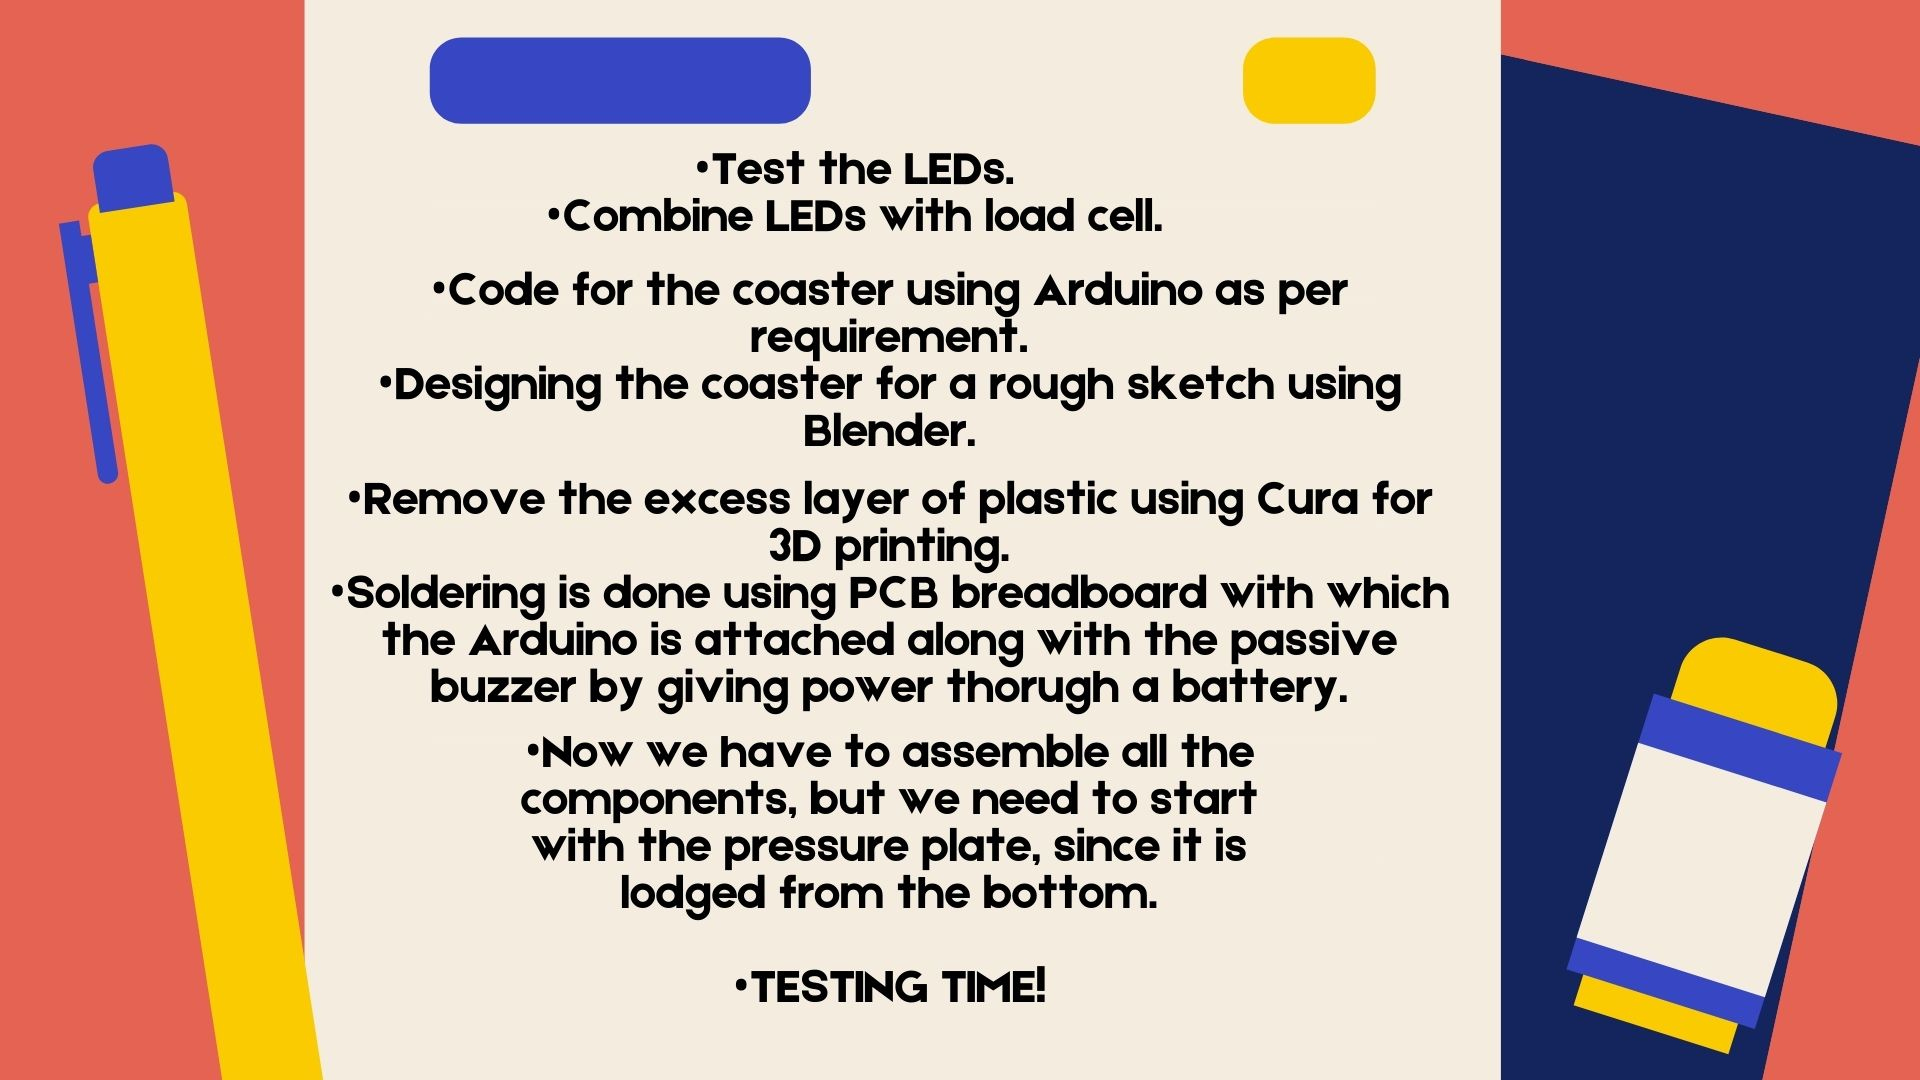 •Test the LEDs.
•Combine LEDs with load cell.
•Code for the coaster using Arduino as per
requirement.
•Designing the coaster for a rough sketch using
Blender.
•Remove the excess layer of plastic using Cura for
3D printing.
•Soldering is done using PCB breadboard with which
the Arduino is attached along with the passive
buzzer by giving power thorugh a battery.
•Now we have to assemble all the
components, but we need to start
with the pressure plate, since it is
lodged from the bottom.
•TESTING TIME!